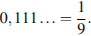 0,111... = 1/9.